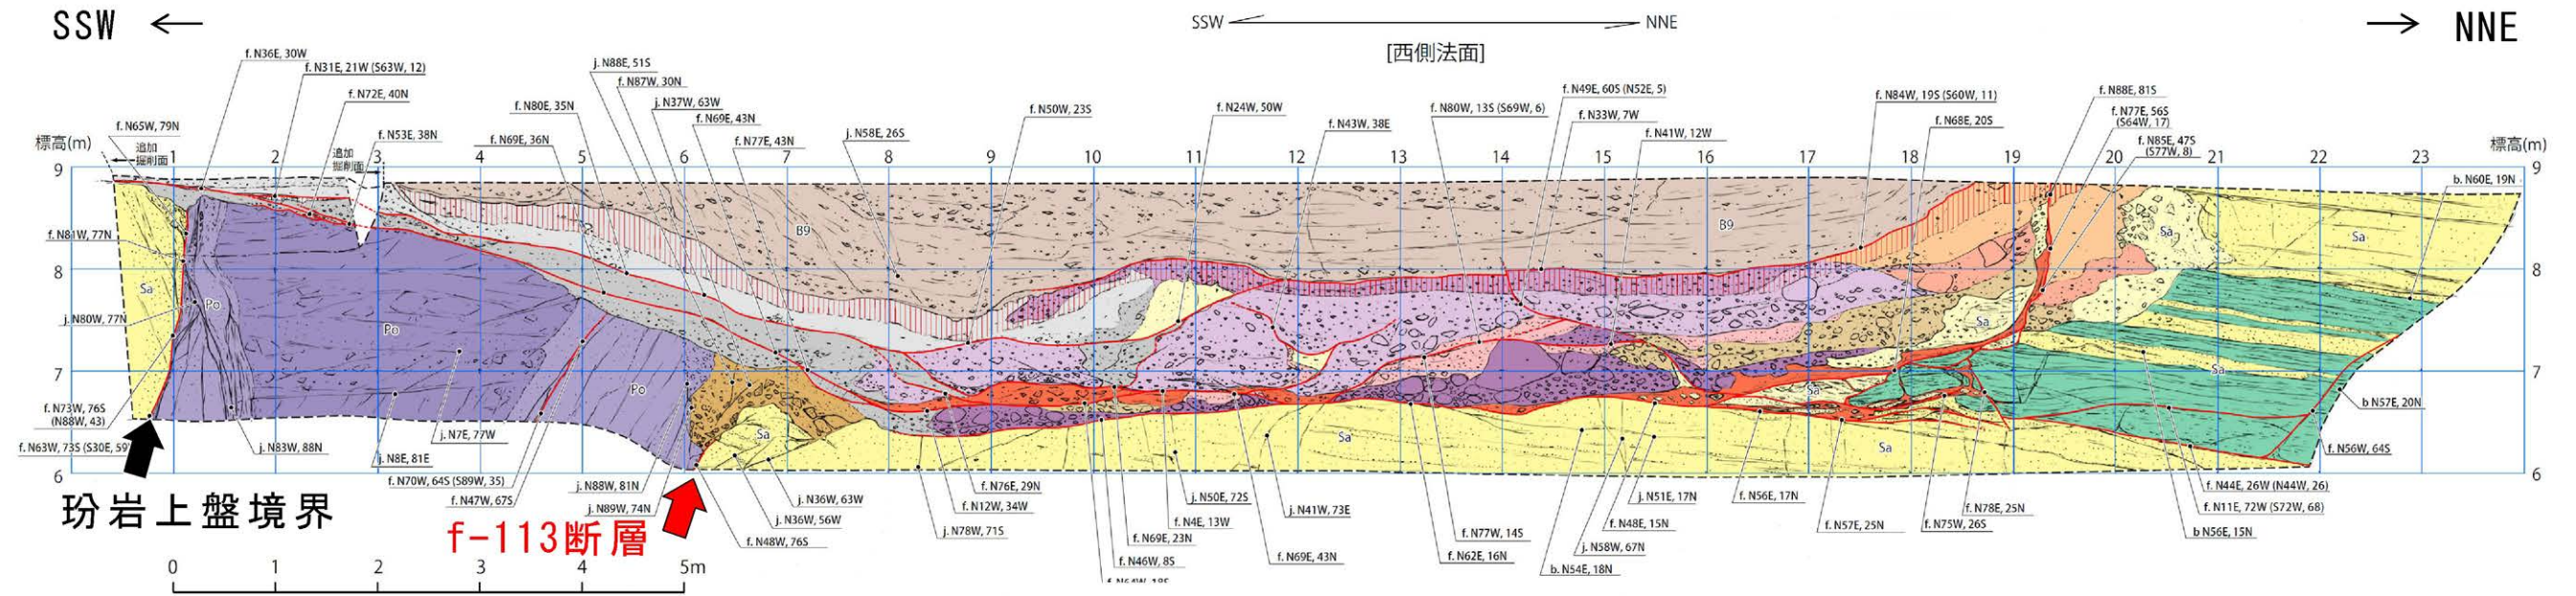 SSW ←
SSW NNE
→ NNE
[西側法面]
f. N36E, 30W
f. N31E, 21W (S63W, 12)
f. N72E, 40N
f. N65W, 79N
f. N53E, 38N
j. N88E, 51S
f. N87W, 30N
f. N80E, 35N
j. N37W, 63W
f. N69E, 43N
f. N69E, 36N
f. N77E, 43N
j. N58E, 26S
f. N50W, 23S
f. N24W, 50W
f. N43W, 38E
f. N80W, 13S (S69W, 6)
f. N49E, 60S (N52E, 5)
f. N33W, 7W
f. N41W, 12W
f. N84W, 19S (S60W, 11)
f. N68E, 20S
f. N88E, 81S
f. N77E, 56S
(S64W, 17)
f. N85E, 47S
(S77W, 8)
標高(m)
追加
掘削面
追加
掘削面
標高(m)
1 2 3 4 5 6 7 8 9 10 11 12 13 14 15 16 17 18 19 20 21 22 23
9 9
b. N60E, 19N
B9 B9
Sa Sa
f. N81W, 77N
8 8
Sa Po
j. N80W, 77N
Po
Sa
7 7
Po
Sa
Sa
b N57E, 20N
f. N73W, 76S
(N88W, 43)
Sa Sa Sa
f. N63W, 73S (S30E, 59
j. N83W, 88N
j. N7E, 77W
j. N8E, 81E
f. N56W, 64S
6 6
f. N70W, 64S (S89W, 35)
f. N47W, 67S
j. N88W, 81N
j. N89W, 74N
f. N48W, 76S
j. N36W, 63W
j. N36W, 56W
j. N78W, 71S
f. N76E, 29N
f. N12W, 34W
f. N69E, 23N
f. N46W, 8S
f. N64W, 18S
j. N50E, 72S
f. N4E, 13W
j. N41W, 73E
f. N69E, 43N
f. N77W, 14S
f. N62E, 16N
j. N51E, 17N
f. N48E, 15N
j. N58W, 67N
b. N54E, 18N
f. N56E, 17N
f. N57E, 25N
f. N78E, 25N
f. N75W, 26S
f. N44E, 26W (N44W, 26)
f. N11E, 72W (S72W, 68)
b N56E, 15N
玢岩上盤境界
f-113断層
0 1 2 3 4 5m